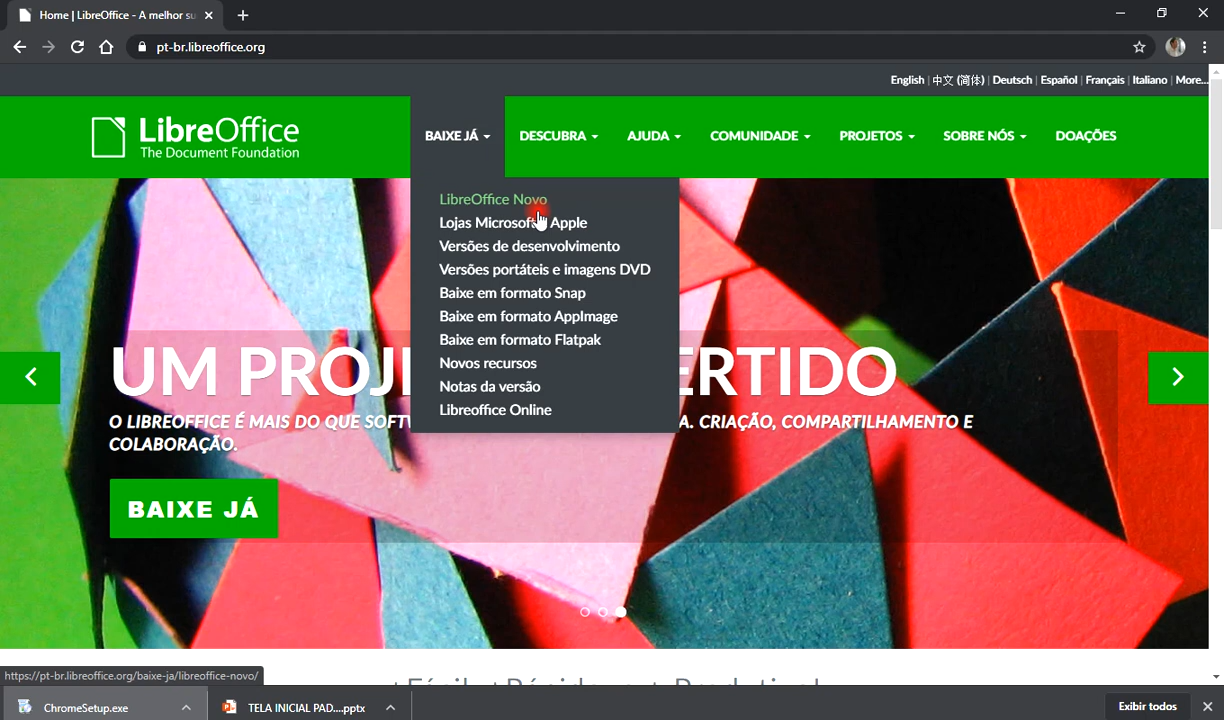 Home | LibreOffice - A melhor su
pt-br.libreoffice.org
English | 中文 (简体) | Deutsch | Español | Français | Italiano | More...
LibreOffice
The Document Foundation
BAIXE JÁ
DESCUBRA
AJUDA
COMUNIDADE
PROJETOS
SOBRE NÓS
DOAÇÕES
LibreOffice Novo
Lojas Microsoft Apple
Versões de desenvolvimento
Versões portáteis e imagens DVD
Baixe em formato Snap
Baixe em formato AppImage
Baixe em formato Flatpak
Novos recursos
Notas da versão
Libreoffice Online
UM PROJ ERTIDO
O LIBREOFFICE É MAIS DO QUE SOFT A. CRIAÇÃO, COMPARTILHAMENTO E
COLABORAÇÃO.
BAIXE JÁ
https://pt-br.libreoffice.org/baixe-ja/libreoffice-novo/
ChromeSetup.exe
TELA INICIAL PAD....pptx
Exibir todos